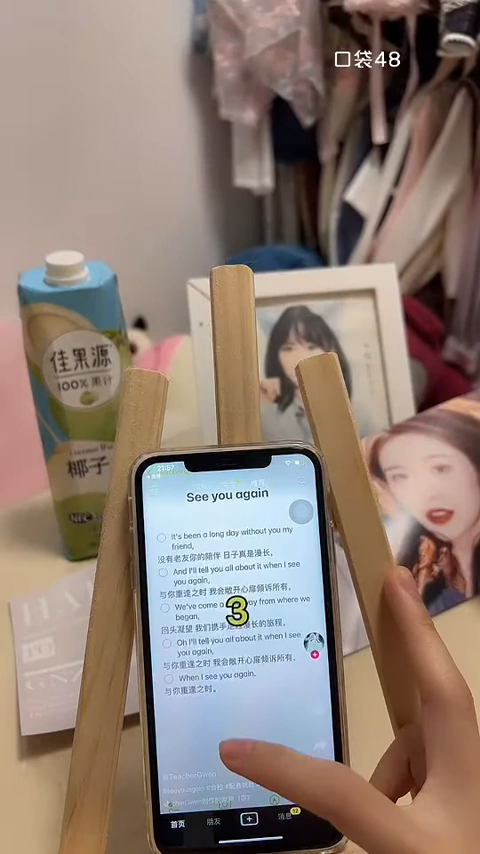 口袋48
佳果源
100%果汁
椰子
NFC
21:57
See you again
It's been a long day without you my
friend,
没有老友你的陪伴 日子真是漫长,
And I'll tell you all about it when I see
you again,
与你重逢之时 我会敞开心扉倾诉所有,
We've come a way from where we
began,
回头凝望 我们携手走过漫长的旅程,
Oh I'll tell you all about it when I see
you again,
与你重逢之时 我会敞开心扉倾诉所有,
When I see you again.
与你重逢之时。
3
@TeacherGwen
首页
朋友
消息
12